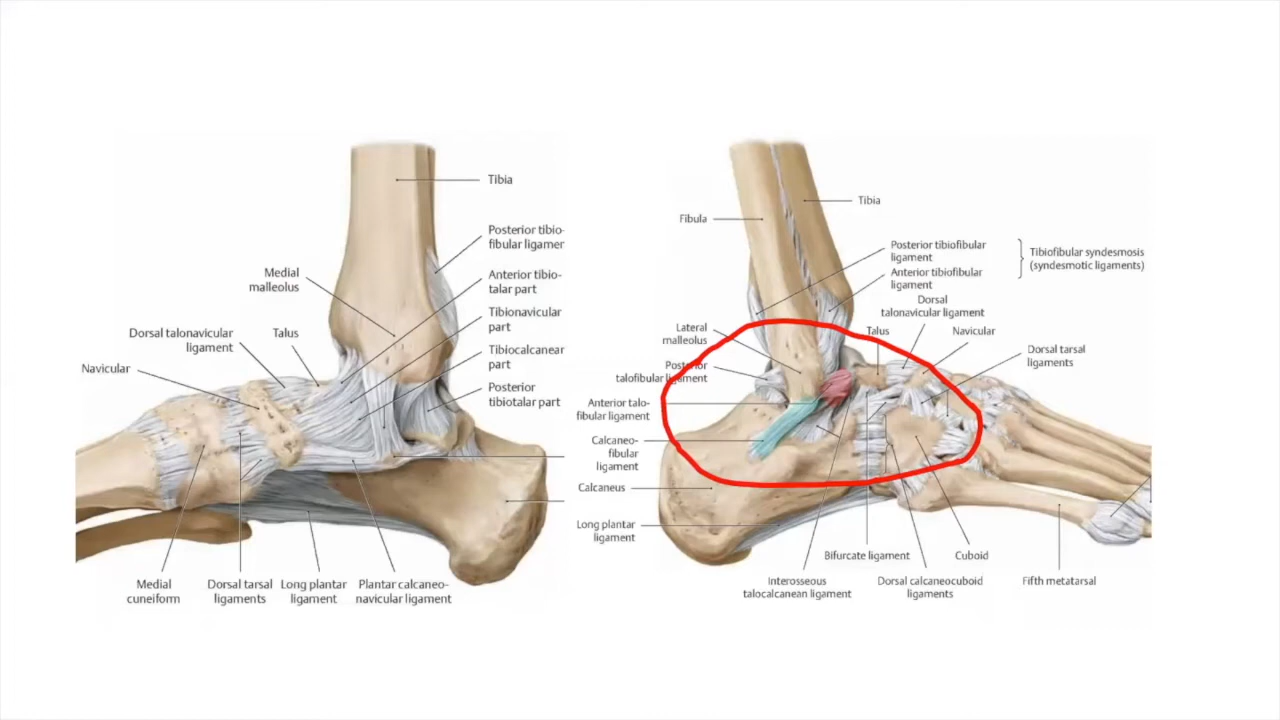 Tibia
Posterior tibio-
fibular ligamer
Medial
malleolus
Anterior tibio-
talar part
Tibionavicular
part
Dorsal talonavicular
ligament
Talus
Tibiocalcanear
part
Navicular
Posterior
tibiotalar part
Medial
cuneiform
Dorsal tarsal
ligaments
Long plantar
ligament
Plantar calcaneo-
navicular ligament
Tibia
Fibula
Posterior tibiofibular
ligament
Anterior tibiofibular
ligament
Tibiofibular syndesmosis
(syndesmotic ligaments)
Dorsal
talonavicular ligament
Lateral
malleolus
Talus
Navicular
Dorsal tarsal
ligaments
Posterior
talofibular ligament
Anterior talo-
fibular ligament
Calcaneo-
fibular
ligament
Calcaneus
Long plantar
ligament
Bifurcate ligament
Cuboid
Interosseous
talocalcanean ligament
Dorsal calcaneocuboid
ligaments
Fifth metatarsal